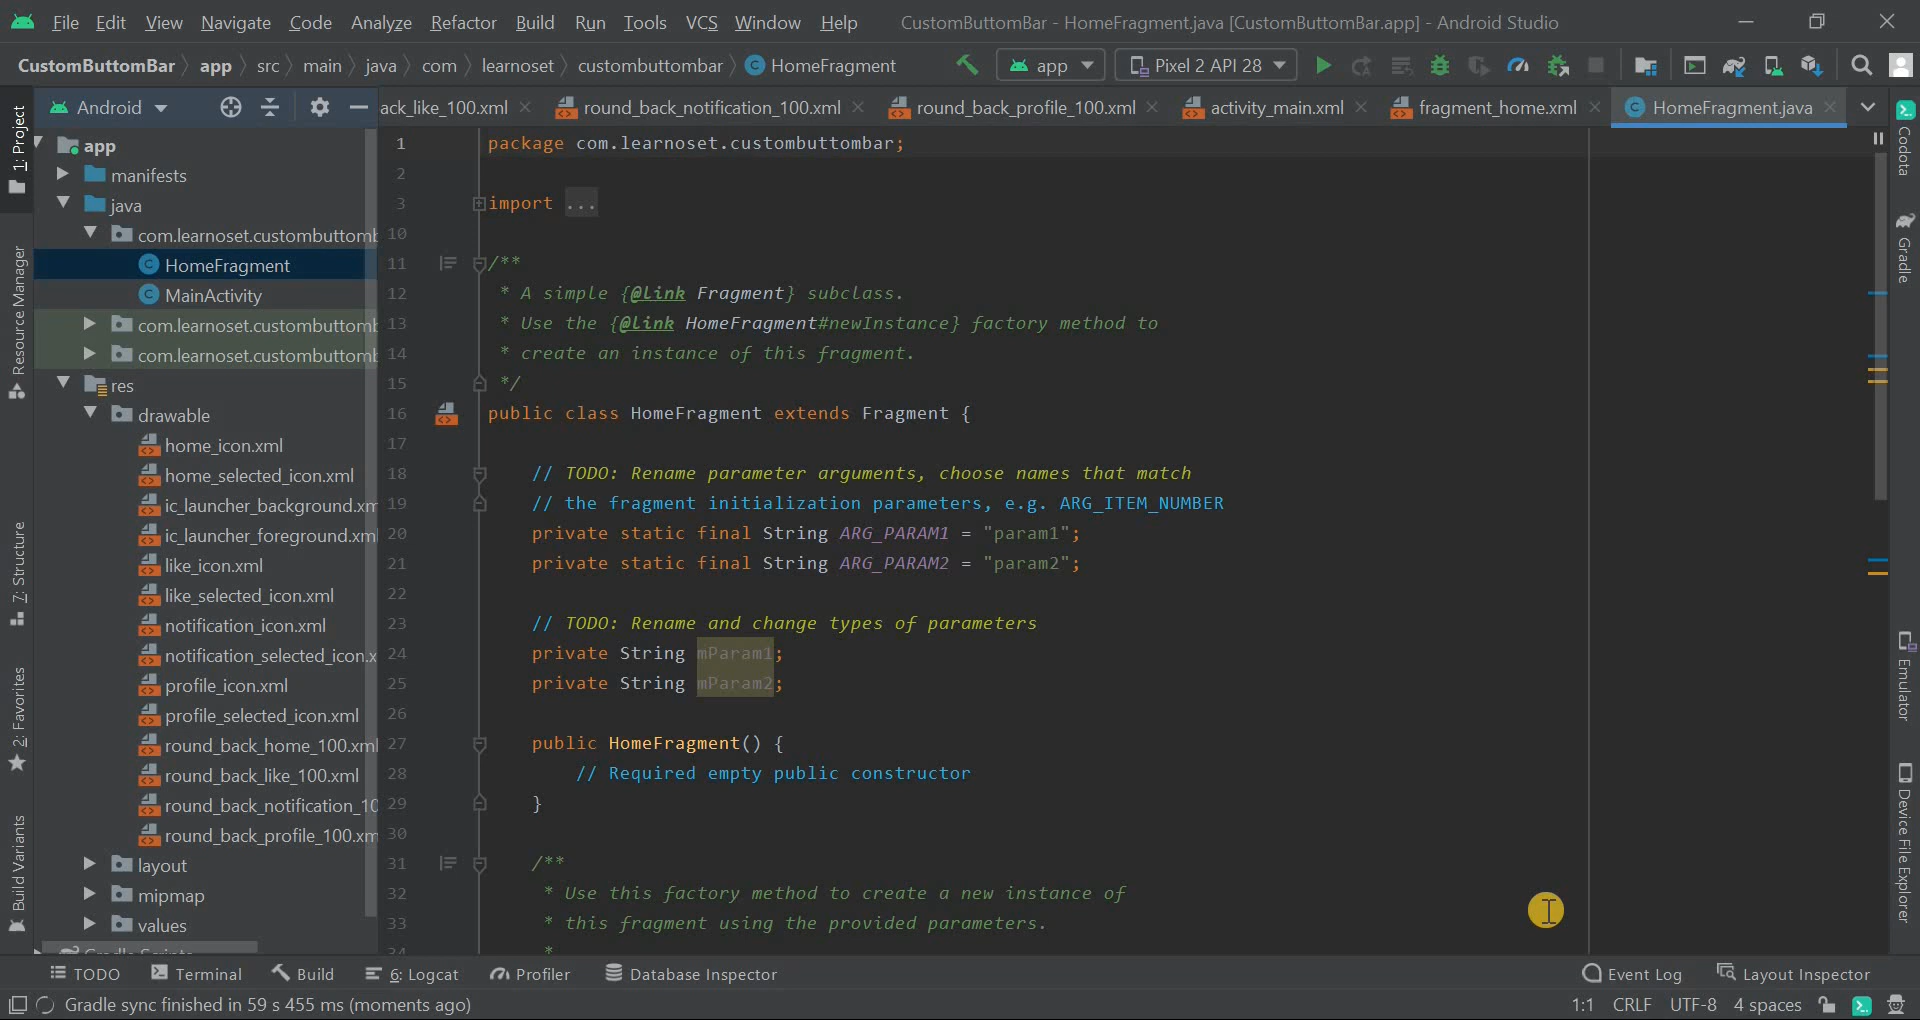 File Edit View Navigate Code Analyze Refactor Build Run Tools VCS Window Help CustomButtomBar - HomeFragment.java [CustomButtomBar.app] - Android Studio
CustomButtomBar app src main java com learnoset custombuttombar HomeFragment app Pixel 2 API 28
Android ack_like_100.xml round_back_notification_100.xml round_back_profile_100.xml activity_main.xml fragment_home.xml HomeFragment.java
1: Project
Resource Manager
7: Structure
2: Favorites
Build Variants
app
manifests
java
com.learnoset.custombuttomb
HomeFragment
MainActivity
com.learnoset.custombuttomb
com.learnoset.custombuttomb
res
drawable
home_icon.xml
home_selected_icon.xml
ic_launcher_background.xm
ic_launcher_foreground.xml
like_icon.xml
like_selected_icon.xml
notification_icon.xml
notification_selected_icon.x
profile_icon.xml
profile_selected_icon.xml
round_back_home_100.xml
round_back_like_100.xml
round_back_notification_10
round_back_profile_100.xm
layout
mipmap
values
1 package com.learnoset.custombuttombar;
2
3 import ...
10
11 /**
12 * A simple {@link Fragment} subclass.
13 * Use the {@link HomeFragment#newInstance} factory method to
14 * create an instance of this fragment.
15 */
16 public class HomeFragment extends Fragment {
17
18 // TODO: Rename parameter arguments, choose names that match
19 // the fragment initialization parameters, e.g. ARG_ITEM_NUMBER
20 private static final String ARG_PARAM1 = "param1";
21 private static final String ARG_PARAM2 = "param2";
22
23 // TODO: Rename and change types of parameters
24 private String mParam1;
25 private String mParam2;
26
27 public HomeFragment() {
28 // Required empty public constructor
29 }
30
31 /**
32 * Use this factory method to create a new instance of
33 * this fragment using the provided parameters.
34 *
Codota
Gradle
Emulator
Device File Explorer
TODO Terminal Build 6: Logcat Profiler Database Inspector Event Log Layout Inspector
Gradle sync finished in 59 s 455 ms (moments ago) 1:1 CRLF UTF-8 4 spaces